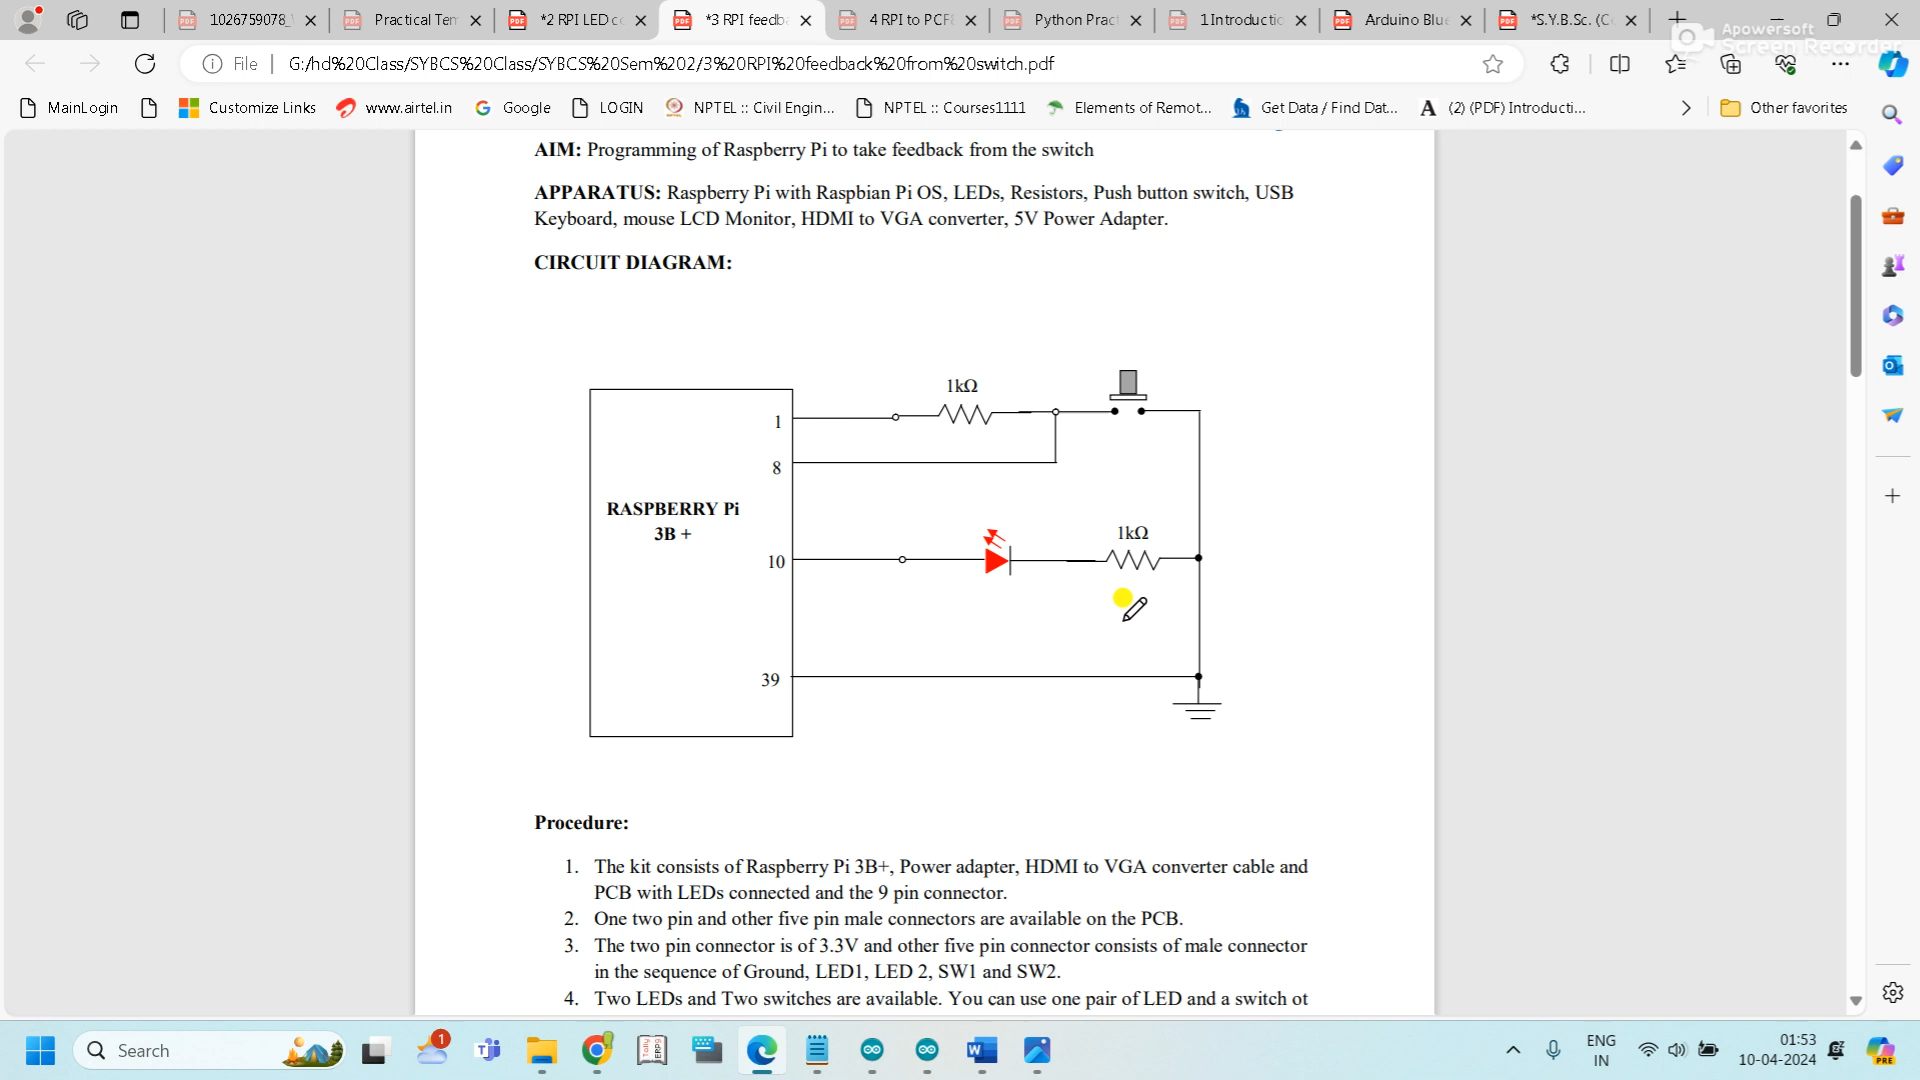 1026759078_
Practical Ten
*2 RPI LED c
*3 RPI feedb
4 RPI to PCF
Python Prac
1Introductio
Arduino Blue
*S.Y.B.Sc. (C
Apowersoft
Screen Recorder
File
G:/hd%20Class/SYBCS%20Class/SYBCS%20Sem%202/3%20RPI%20feedback%20from%20switch.pdf
MainLogin
Customize Links
www.airtel.in
Google
LOGIN
NPTEL :: Civil Engin...
NPTEL :: Courses1111
Elements of Remot...
Get Data / Find Dat...
A (2) (PDF) Introducti...
Other favorites
AIM: Programming of Raspberry Pi to take feedback from the switch
APPARATUS: Raspberry Pi with Raspbian Pi OS, LEDs, Resistors, Push button switch, USB
Keyboard, mouse LCD Monitor, HDMI to VGA converter, 5V Power Adapter.
CIRCUIT DIAGRAM:
1kΩ
1
8
RASPBERRY Pi
3B +
1kΩ
10
39
Procedure:
1. The kit consists of Raspberry Pi 3B+, Power adapter, HDMI to VGA converter cable and
PCB with LEDs connected and the 9 pin connector.
2. One two pin and other five pin male connectors are available on the PCB.
3. The two pin connector is of 3.3V and other five pin connector consists of male connector
in the sequence of Ground, LED1, LED 2, SW1 and SW2.
4. Two LEDs and Two switches are available. You can use one pair of LED and a switch ot
Search
1
ENG
IN
01:53
10-04-2024
PRE